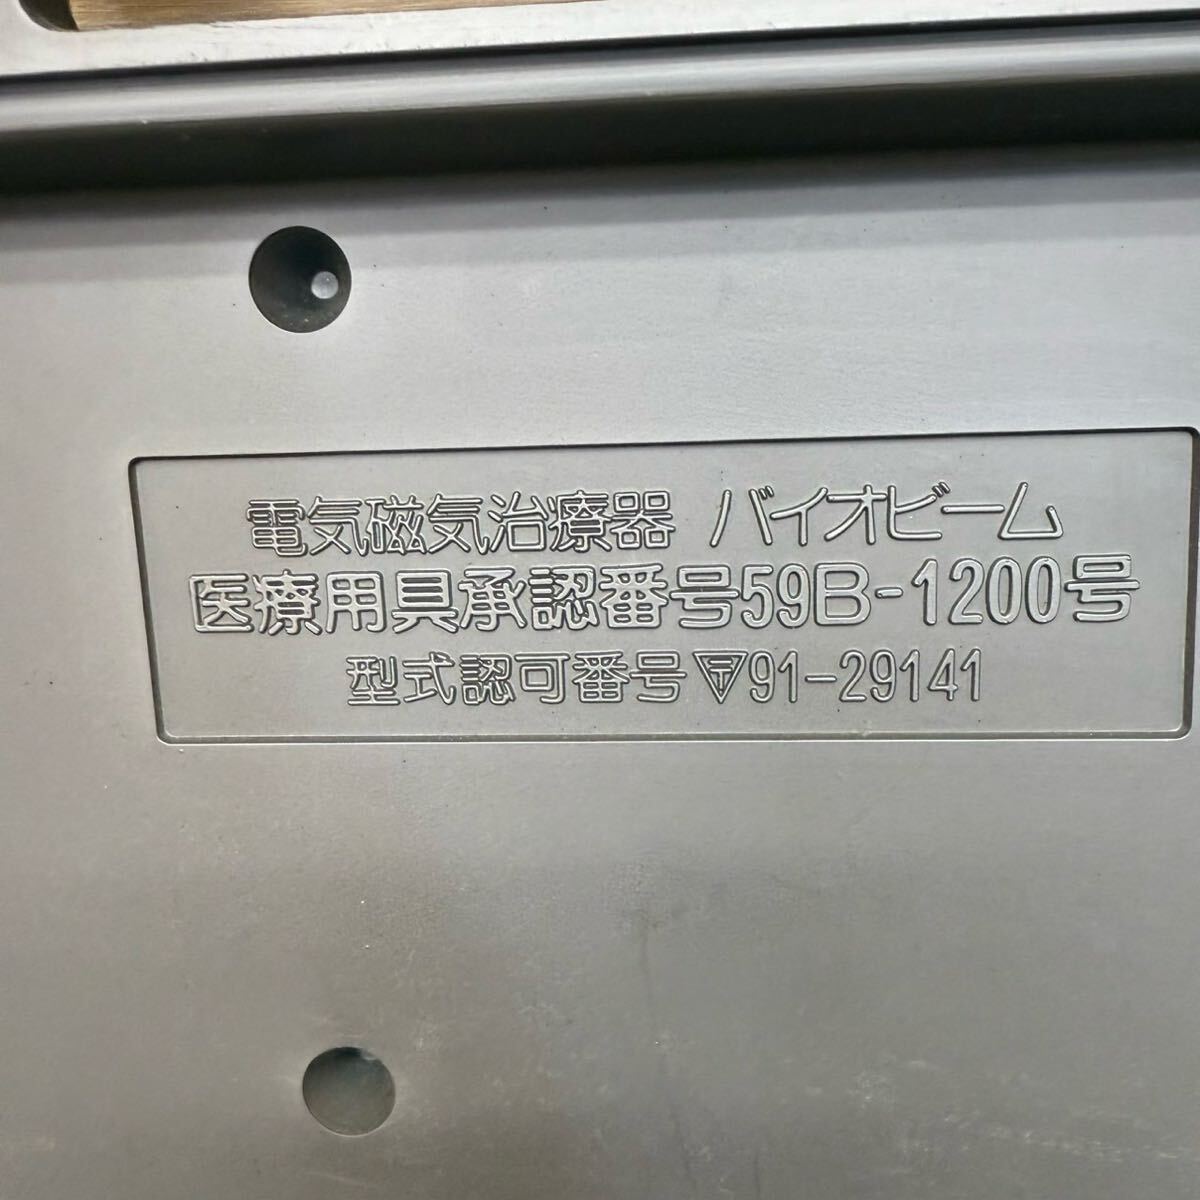 電気磁気治療器 バイオビーム
医療用具承認番号59B-1200号
型式認可番号 ▽〒91-29141